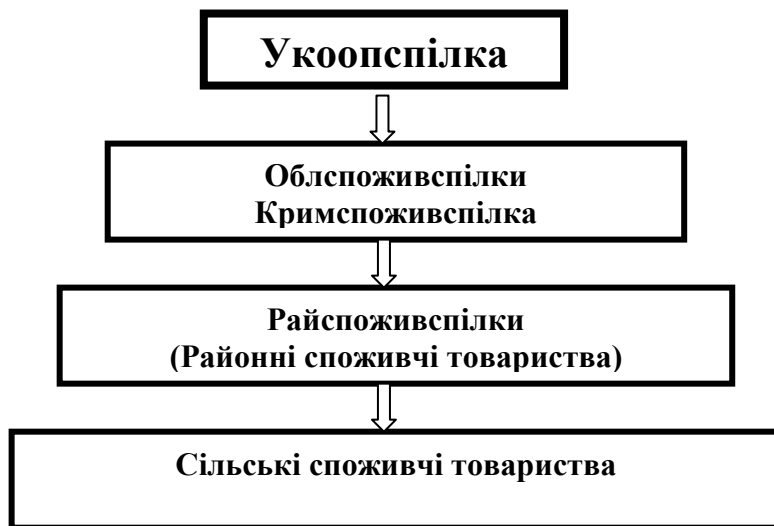 Укоопспілка
Облспоживспілки
Кримспоживспілка
Райспоживспілки
(Районні споживчі товариства)
Сільські споживчі товариства